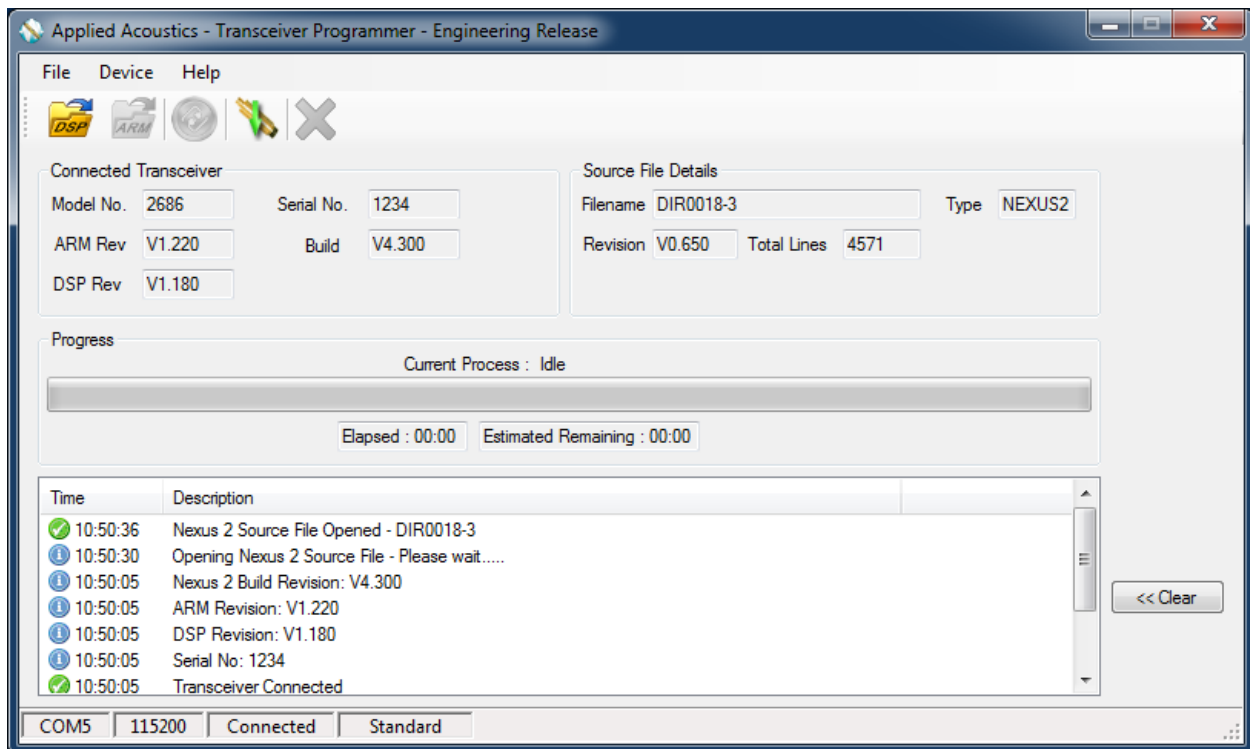 Applied Acoustics - Transceiver Programmer - Engineering Release
File Device Help
DSP ARM
Connected Transceiver
Model No. 2686 Serial No. 1234
ARM Rev V1.220 Build V4.300
DSP Rev V1.180
Source File Details
Filename DIR0018-3 Type NEXUS2
Revision V0.650 Total Lines 4571
Progress
Current Process : Idle
Elapsed : 00:00 Estimated Remaining : 00:00
Time Description
10:50:36 Nexus 2 Source File Opened - DIR0018-3
10:50:30 Opening Nexus 2 Source File - Please wait.....
10:50:05 Nexus 2 Build Revision: V4.300
10:50:05 ARM Revision: V1.220
10:50:05 DSP Revision: V1.180
10:50:05 Serial No: 1234
10:50:05 Transceiver Connected
<< Clear
COM5 115200 Connected Standard